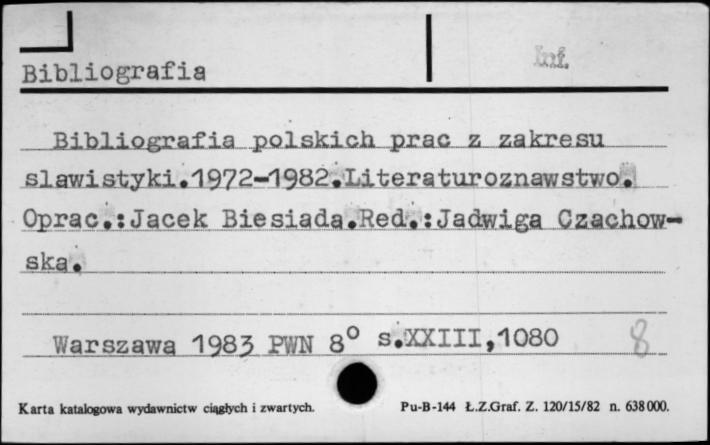 Bibliografia
Inf.
Bibliografia polskich prac z zakresu
slawistyki.1972-1982.Literaturoznawstwo.
Oprac.:Jacek Biesiada.Red.:Jadwiga Czachow-
ska.
Warszawa 1983 PWN 8° s.XXIII,1080
8
Karta katalogowa wydawnictw ciągłych i zwartych.
Pu-B-144 Ł.Z.Graf. Z. 120/15/82 n. 638000.